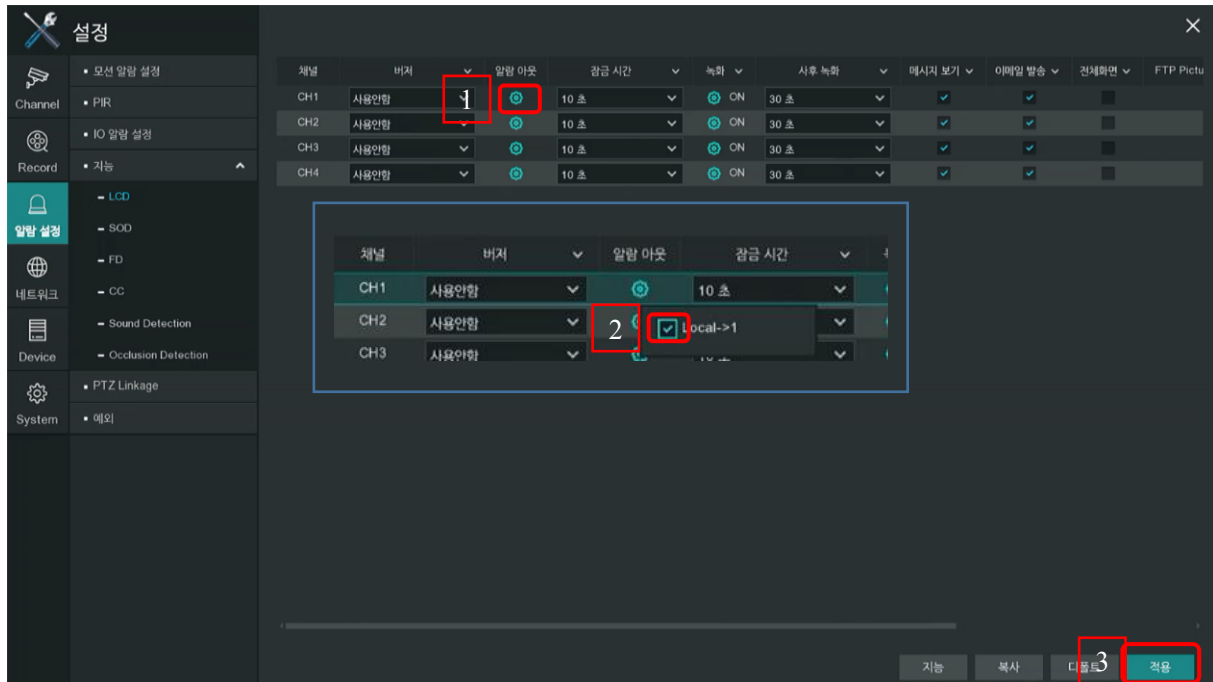 설정
Channel
Record
알람 설정
네트워크
Device
System
▪ 모션 알람 설정
▪ PIR
▪ IO 알람 설정
▪ 지능
- LCD
- SOD
- FD
- CC
- Sound Detection
- Occlusion Detection
▪ PTZ Linkage
▪ 예외
채널 버저 알람 아웃 잠금 시간 녹화 사후 녹화 메시지 보기 이메일 발송 전체화면 FTP Pictu
CH1 사용안함 1 10 초 ON 30 초
CH2 사용안함 10 초 ON 30 초
CH3 사용안함 10 초 ON 30 초
CH4 사용안함 10 초 ON 30 초
채널 버저 알람 아웃 잠금 시간
CH1 사용안함 10 초
CH2 사용안함 2 Local->1
CH3 사용안함
지능 복사 디폴트 3 적용